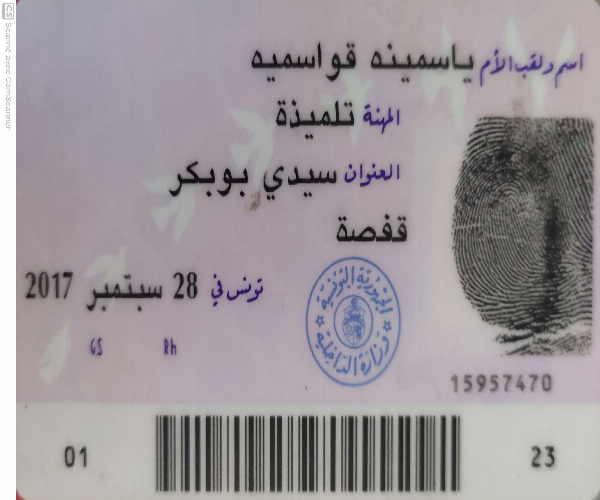 اسم ولقب الأم ياسمينه قواسميه
المهنة تلميذة
العنوان سيدي بوبكر
قفصة
تونس في 28 سبتمبر 2017
GS Rh
الجمهورية التونسية
وزارة الداخلية
15957470
01 23
CS Scanné avec CamScanner